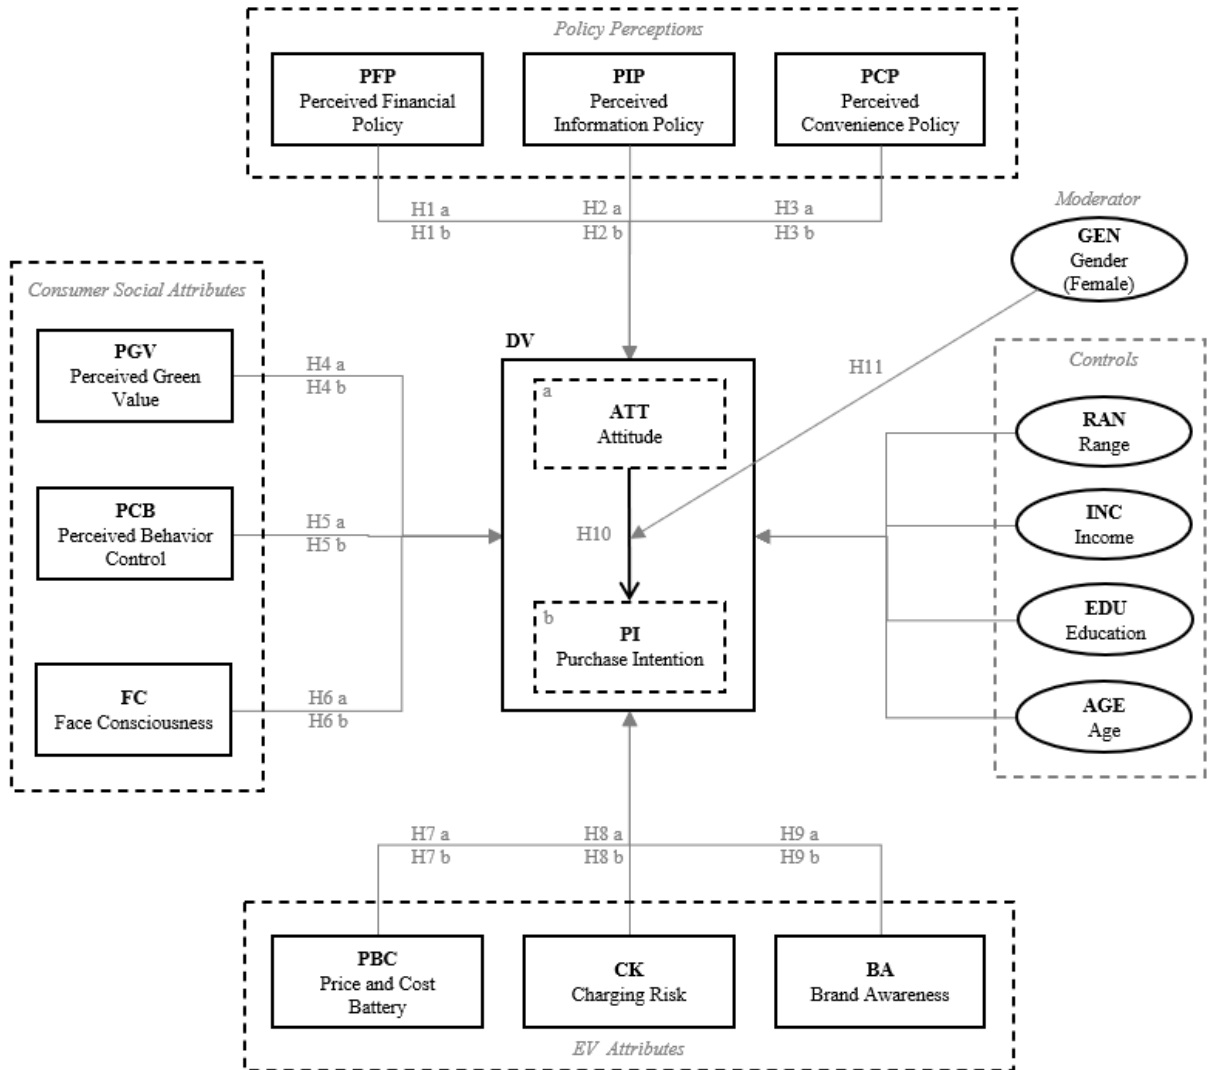 Policy Perceptions
PFP
Perceived Financial
Policy
PIP
Perceived
Information Policy
PCP
Perceived
Convenience Policy
H1 a
H1 b
H2 a
H2 b
H3 a
H3 b
Moderator
GEN
Gender
(Female)
Consumer Social Attributes
PGV
Perceived Green
Value
H4 a
H4 b
PCB
Perceived Behavior
Control
H5 a
H5 b
FC
Face Consciousness
H6 a
H6 b
DV
a
ATT
Attitude
H10
b
PI
Purchase Intention
H11
Controls
RAN
Range
INC
Income
EDU
Education
AGE
Age
H7 a
H7 b
H8 a
H8 b
H9 a
H9 b
PBC
Price and Cost
Battery
CK
Charging Risk
BA
Brand Awareness
EV Attributes